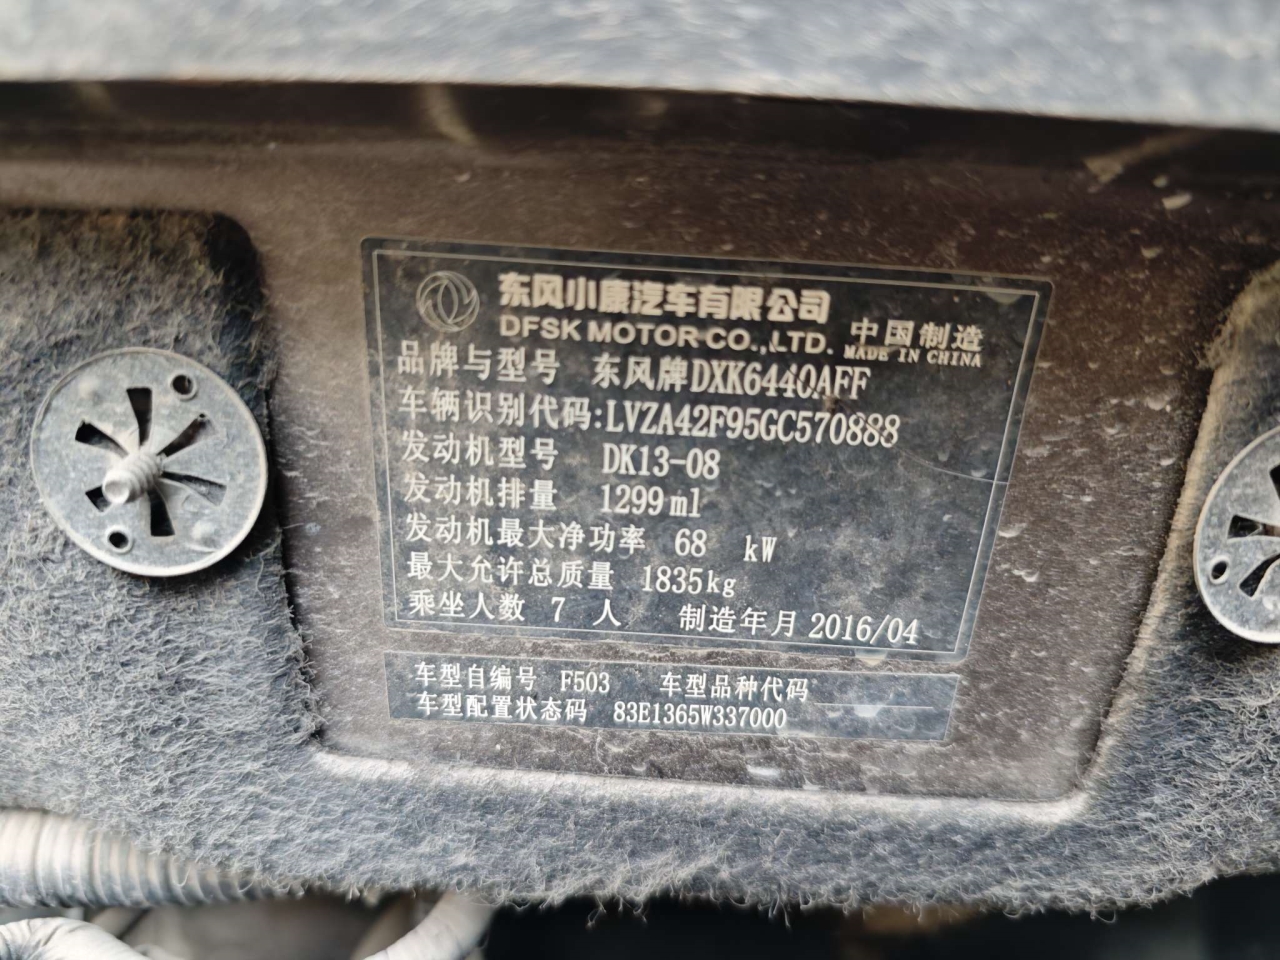 东风小康汽车有限公司
DFSK MOTOR CO.,LTD.
中国制造
MADE IN CHINA
品牌与型号 东风牌DXK6440AFF
车辆识别代码:LVZA42F95GC570888
发动机型号 DK13-08
发动机排量 1299ml
发动机最大净功率 68 kW
最大允许总质量 1835kg
乘坐人数 7 人 制造年月 2016/04
车型自编号 F503 车型品种代码
车型配置状态码 83E1365W337000